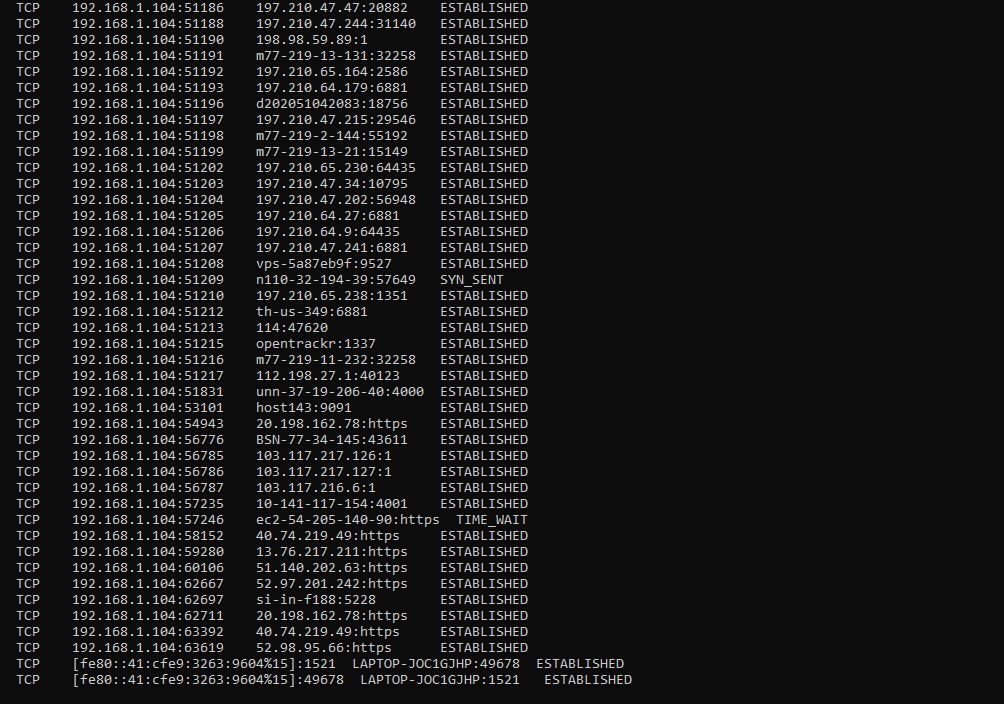 TCP 192.168.1.104:51186 197.210.47.47:20882 ESTABLISHED
TCP 192.168.1.104:51188 197.210.47.244:31140 ESTABLISHED
TCP 192.168.1.104:51190 198.98.59.89:1 ESTABLISHED
TCP 192.168.1.104:51191 m77-219-13-131:32258 ESTABLISHED
TCP 192.168.1.104:51192 197.210.65.164:2586 ESTABLISHED
TCP 192.168.1.104:51193 197.210.64.179:6881 ESTABLISHED
TCP 192.168.1.104:51196 d202051042083:18756 ESTABLISHED
TCP 192.168.1.104:51197 197.210.47.215:29546 ESTABLISHED
TCP 192.168.1.104:51198 m77-219-2-144:55192 ESTABLISHED
TCP 192.168.1.104:51199 m77-219-13-21:15149 ESTABLISHED
TCP 192.168.1.104:51202 197.210.65.230:64435 ESTABLISHED
TCP 192.168.1.104:51203 197.210.47.34:10795 ESTABLISHED
TCP 192.168.1.104:51204 197.210.47.202:56948 ESTABLISHED
TCP 192.168.1.104:51205 197.210.64.27:6881 ESTABLISHED
TCP 192.168.1.104:51206 197.210.64.9:64435 ESTABLISHED
TCP 192.168.1.104:51207 197.210.47.241:6881 ESTABLISHED
TCP 192.168.1.104:51208 vps-5a87eb9f:9527 ESTABLISHED
TCP 192.168.1.104:51209 n110-32-194-39:57649 SYN_SENT
TCP 192.168.1.104:51210 197.210.65.238:1351 ESTABLISHED
TCP 192.168.1.104:51212 th-us-349:6881 ESTABLISHED
TCP 192.168.1.104:51213 114:47620 ESTABLISHED
TCP 192.168.1.104:51215 opentrackr:1337 ESTABLISHED
TCP 192.168.1.104:51216 m77-219-11-232:32258 ESTABLISHED
TCP 192.168.1.104:51217 112.198.27.1:40123 ESTABLISHED
TCP 192.168.1.104:51831 unn-37-19-206-40:4000 ESTABLISHED
TCP 192.168.1.104:53101 host143:9091 ESTABLISHED
TCP 192.168.1.104:54943 20.198.162.78:https ESTABLISHED
TCP 192.168.1.104:56776 BSN-77-34-145:43611 ESTABLISHED
TCP 192.168.1.104:56785 103.117.217.126:1 ESTABLISHED
TCP 192.168.1.104:56786 103.117.217.127:1 ESTABLISHED
TCP 192.168.1.104:56787 103.117.216.6:1 ESTABLISHED
TCP 192.168.1.104:57235 10-141-117-154:4001 ESTABLISHED
TCP 192.168.1.104:57246 ec2-54-205-140-90:https TIME_WAIT
TCP 192.168.1.104:58152 40.74.219.49:https ESTABLISHED
TCP 192.168.1.104:59280 13.76.217.211:https ESTABLISHED
TCP 192.168.1.104:60106 51.140.202.63:https ESTABLISHED
TCP 192.168.1.104:62667 52.97.201.242:https ESTABLISHED
TCP 192.168.1.104:62697 si-in-f188:5228 ESTABLISHED
TCP 192.168.1.104:62711 20.198.162.78:https ESTABLISHED
TCP 192.168.1.104:63392 40.74.219.49:https ESTABLISHED
TCP 192.168.1.104:63619 52.98.95.66:https ESTABLISHED
TCP [fe80::41:cfe9:3263:9604%15]:1521 LAPTOP-JOC1GJHP:49678 ESTABLISHED
TCP [fe80::41:cfe9:3263:9604%15]:49678 LAPTOP-JOC1GJHP:1521 ESTABLISHED